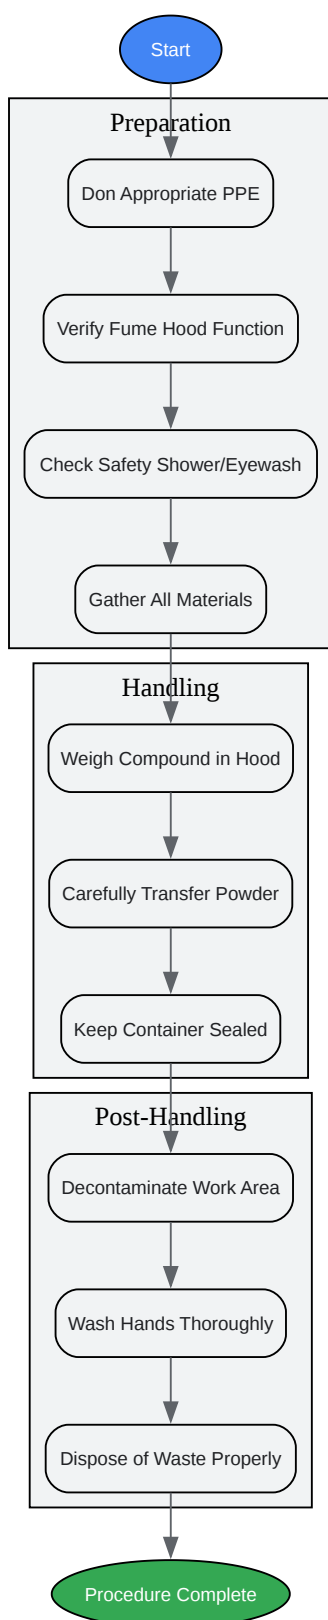 Start
Preparation
Don Appropriate PPE
Verify Fume Hood Function
Check Safety Shower/Eyewash
Gather All Materials
Handling
Weigh Compound in Hood
Carefully Transfer Powder
Keep Container Sealed
Post-Handling
Decontaminate Work Area
Wash Hands Thoroughly
Dispose of Waste Properly
Procedure Complete